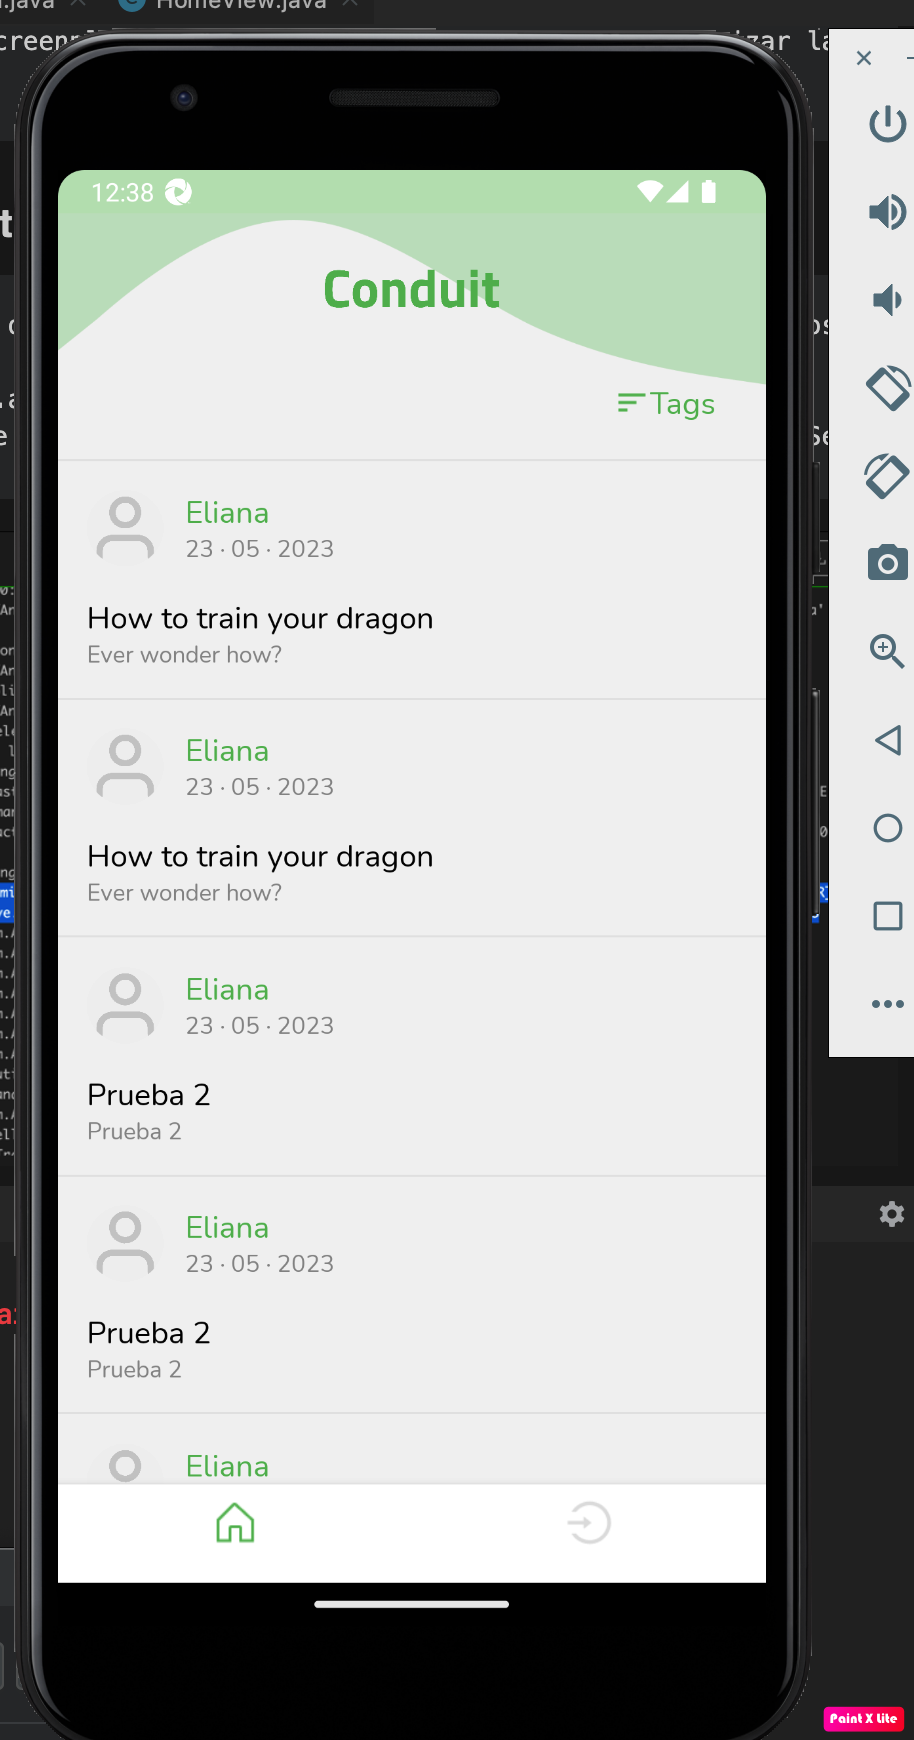 HomeView.java
12:38
Conduit
Tags
Eliana
23 · 05 · 2023
How to train your dragon
Ever wonder how?
Eliana
23 · 05 · 2023
How to train your dragon
Ever wonder how?
Eliana
23 · 05 · 2023
Prueba 2
Prueba 2
Eliana
23 · 05 · 2023
Prueba 2
Prueba 2
Eliana
Paint X Lite